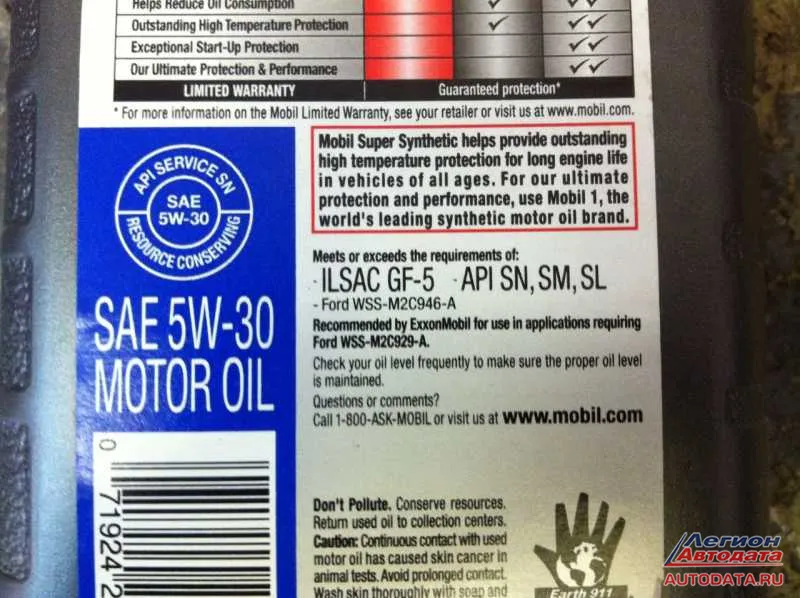 Helps Reduce Oil Consumption ✓ ✓✓
Outstanding High Temperature Protection ✓ ✓✓
Exceptional Start-Up Protection ✓✓
Our Ultimate Protection & Performance ✓✓
LIMITED WARRANTY Guaranteed protection*
* For more information on the Mobil Limited Warranty, see your retailer or visit us at www.mobil.com.
API SERVICE SN
SAE
5W-30
RESOURCE CONSERVING
SAE 5W-30
MOTOR OIL
0
71924 2
Mobil Super Synthetic helps provide outstanding
high temperature protection for long engine life
in vehicles of all ages. For our ultimate
protection and performance, use Mobil 1, the
world's leading synthetic motor oil brand.
Meets or exceeds the requirements of:
· ILSAC GF-5 · API SN, SM, SL
- Ford WSS-M2C946-A
Recommended by ExxonMobil for use in applications requiring
Ford WSS-M2C929-A.
Check your oil level frequently to make sure the proper oil level
is maintained.
Questions or comments?
Call 1-800-ASK-MOBIL or visit us at www.mobil.com
Don't Pollute. Conserve resources.
Return used oil to collection centers.
Caution: Continuous contact with used
motor oil has caused skin cancer in
animal tests. Avoid prolonged contact.
Wash skin thoroughly with soap and
Earth 911
Легион
Автодата
AUTODATA.RU